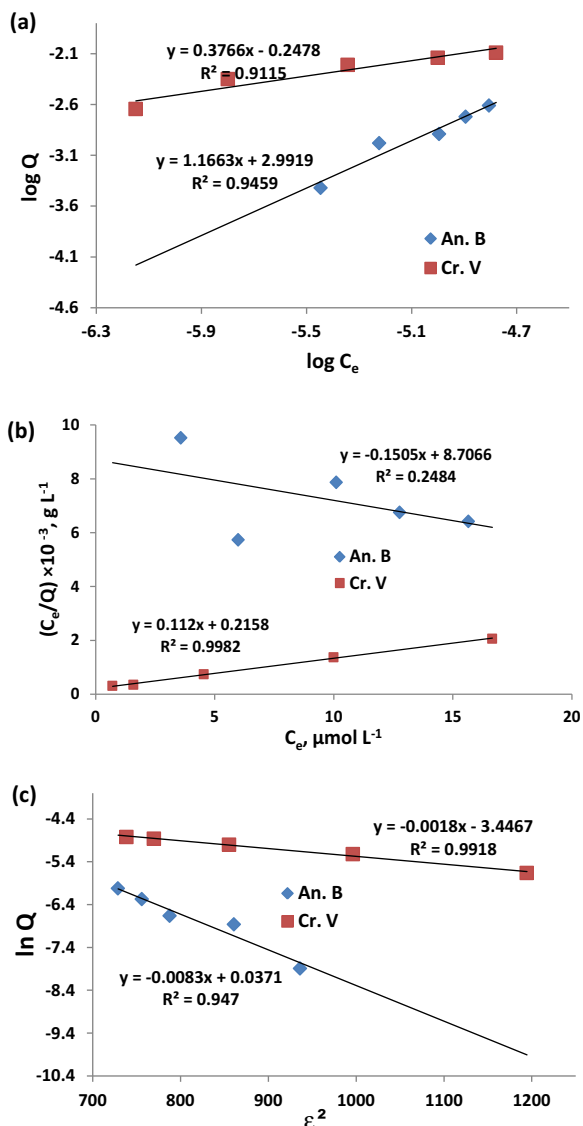 (a)
-2.1
-2.6
-3.1
-3.6
-4.1
-4.6
log Q
y = 0.3766x - 0.2478
R² = 0.9115
y = 1.1663x + 2.9919
R² = 0.9459
An. B
Cr. V
-6.3 -5.9 -5.5 -5.1 -4.7
log Cₑ
(b)
10
8
6
4
2
0
(Cₑ/Q) ×10⁻³, g L⁻¹
y = -0.1505x + 8.7066
R² = 0.2484
An. B
Cr. V
y = 0.112x + 0.2158
R² = 0.9982
0 5 10 15 20
Cₑ, µmol L⁻¹
(c)
-4.4
-5.4
-6.4
-7.4
-8.4
-9.4
-10.4
ln Q
y = -0.0018x - 3.4467
R² = 0.9918
An. B
Cr. V
y = -0.0083x + 0.0371
R² = 0.947
700 800 900 1000 1100 1200
ε²